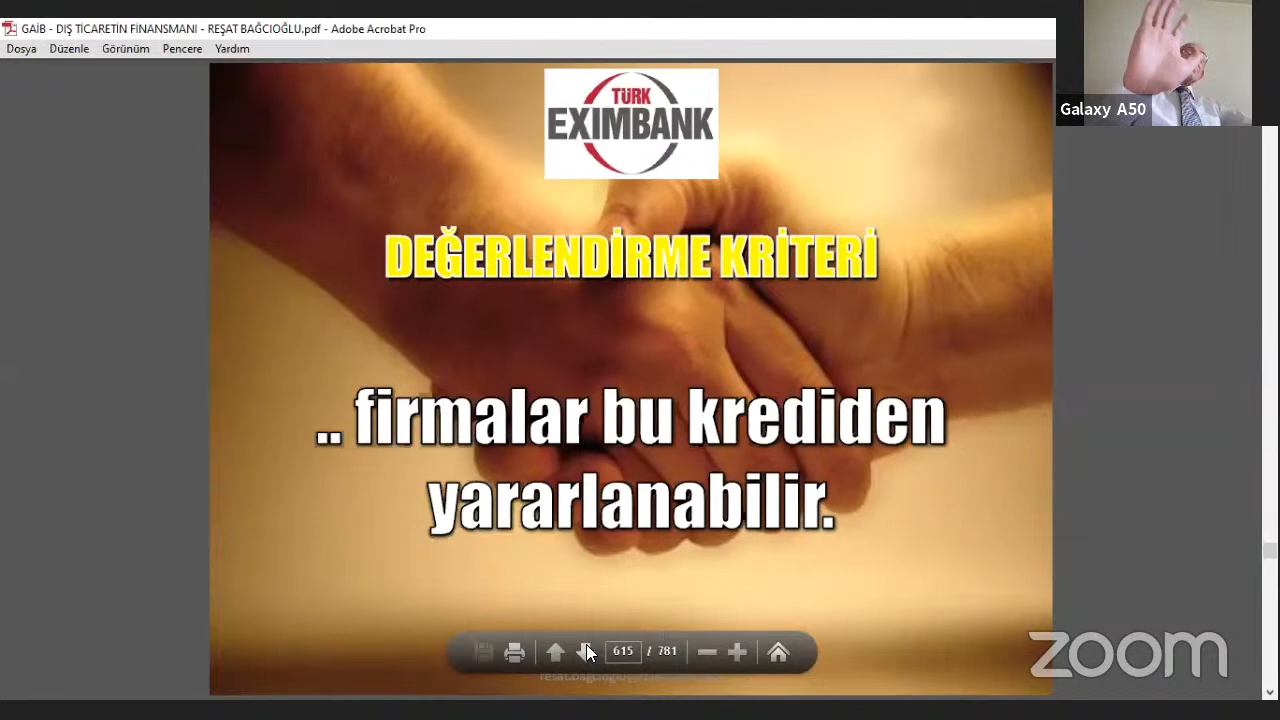 GAİB - DIŞ TİCARETİN FİNANSMANI - REŞAT BAĞCIOĞLU.pdf - Adobe Acrobat Pro
Dosya Düzenle Görünüm Pencere Yardım
Galaxy A50
TÜRK
EXIMBANK
DEĞERLENDİRME KRİTERİ
.. firmalar bu krediden
yararlanabilir.
615 / 781
zoom